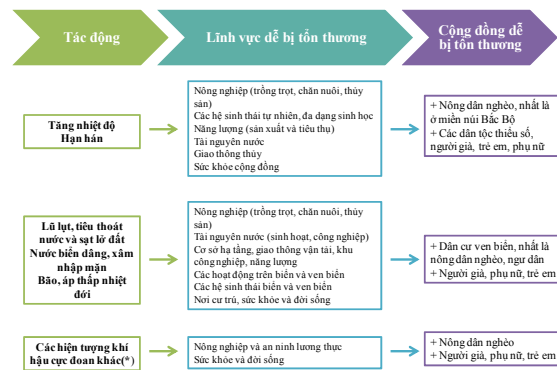 Tác động
Lĩnh vực dễ bị tổn thương
Cộng đồng dễ
bị tổn thương
Tăng nhiệt độ
Hạn hán
Nông nghiệp (trồng trọt, chăn nuôi, thủy
sản)
Các hệ sinh thái tự nhiên, đa dạng sinh học
Năng lượng (sản xuất và tiêu thụ)
Tài nguyên nước
Giao thông thủy
Sức khỏe cộng đồng
+ Nông dân nghèo, nhất là
ở miền núi Bắc Bộ
+ Các dân tộc thiểu số,
người già, trẻ em, phụ nữ
Lũ lụt, tiêu thoát
nước và sạt lở đất
Nước biển dâng, xâm
nhập mặn
Bão, áp thấp nhiệt
đới
Nông nghiệp (trồng trọt, chăn nuôi, thủy
sản)
Tài nguyên nước (sinh hoạt, công nghiệp)
Cơ sở hạ tầng, giao thông vận tải, khu
công nghiệp, năng lượng
Các hoạt động trên biển và ven biển
Các hệ sinh thái biển và ven biển
Nơi cư trú, sức khỏe và đời sống
+ Dân cư ven biển, nhất là
nông dân nghèo, ngư dân
+ Người già, phụ nữ, trẻ em
Các hiện tượng khí
hậu cực đoan khác(*)
Nông nghiệp và an ninh lương thực
Sức khỏe và đời sống
+ Nông dân nghèo
+ Người già, phụ nữ, trẻ em